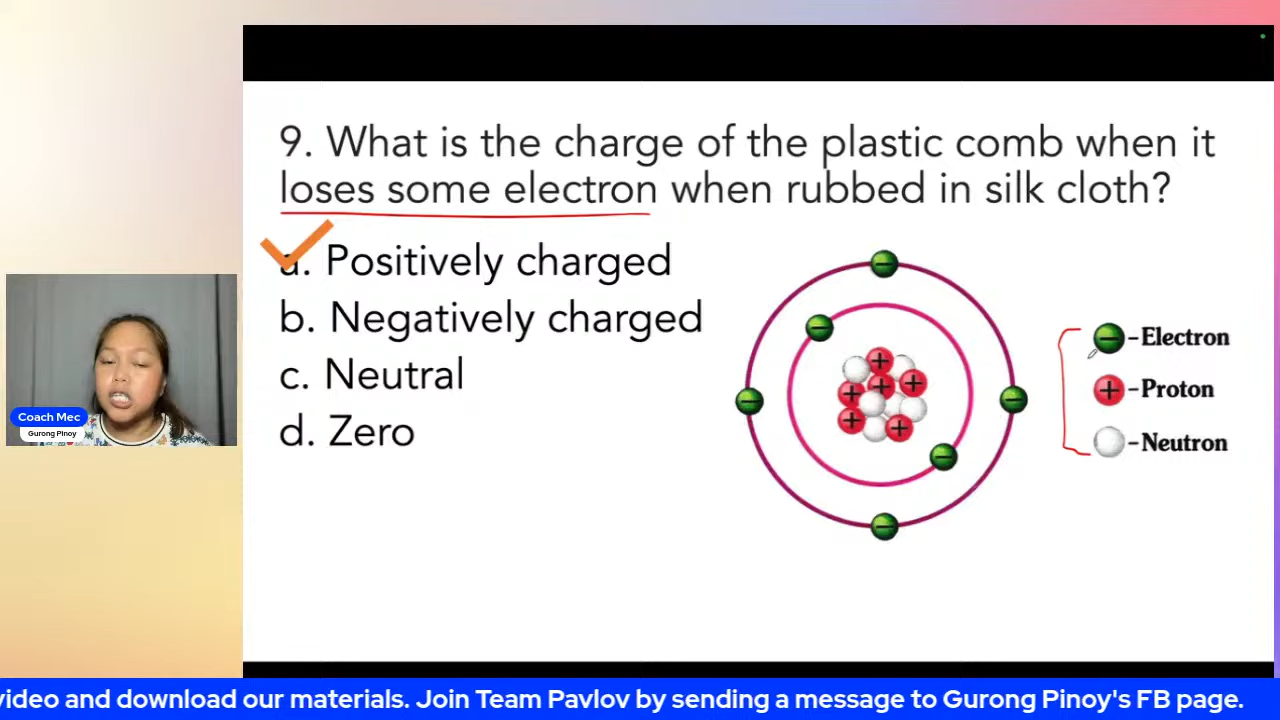 9. What is the charge of the plastic comb when it
loses some electron when rubbed in silk cloth?
a. Positively charged
b. Negatively charged
c. Neutral
d. Zero
−
−
−
−
−
−
+
+
+
+
+
+
− -Electron
+ -Proton
-Neutron
Coach Mec
Gurong Pinoy
video and download our materials. Join Team Pavlov by sending a message to Gurong Pinoy's FB page.